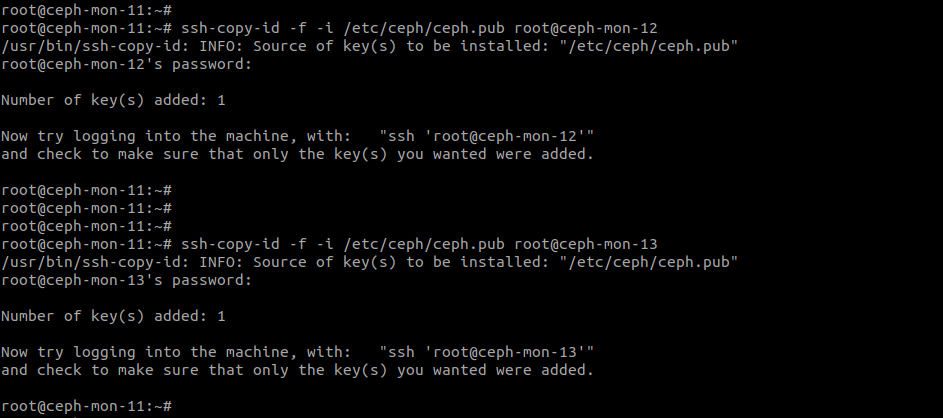 root@ceph-mon-11:~#
root@ceph-mon-11:~# ssh-copy-id -f -i /etc/ceph/ceph.pub root@ceph-mon-12
/usr/bin/ssh-copy-id: INFO: Source of key(s) to be installed: "/etc/ceph/ceph.pub"
root@ceph-mon-12's password:

Number of key(s) added: 1

Now try logging into the machine, with:   "ssh 'root@ceph-mon-12'"
and check to make sure that only the key(s) you wanted were added.

root@ceph-mon-11:~#
root@ceph-mon-11:~#
root@ceph-mon-11:~#
root@ceph-mon-11:~# ssh-copy-id -f -i /etc/ceph/ceph.pub root@ceph-mon-13
/usr/bin/ssh-copy-id: INFO: Source of key(s) to be installed: "/etc/ceph/ceph.pub"
root@ceph-mon-13's password:

Number of key(s) added: 1

Now try logging into the machine, with:   "ssh 'root@ceph-mon-13'"
and check to make sure that only the key(s) you wanted were added.

root@ceph-mon-11:~#